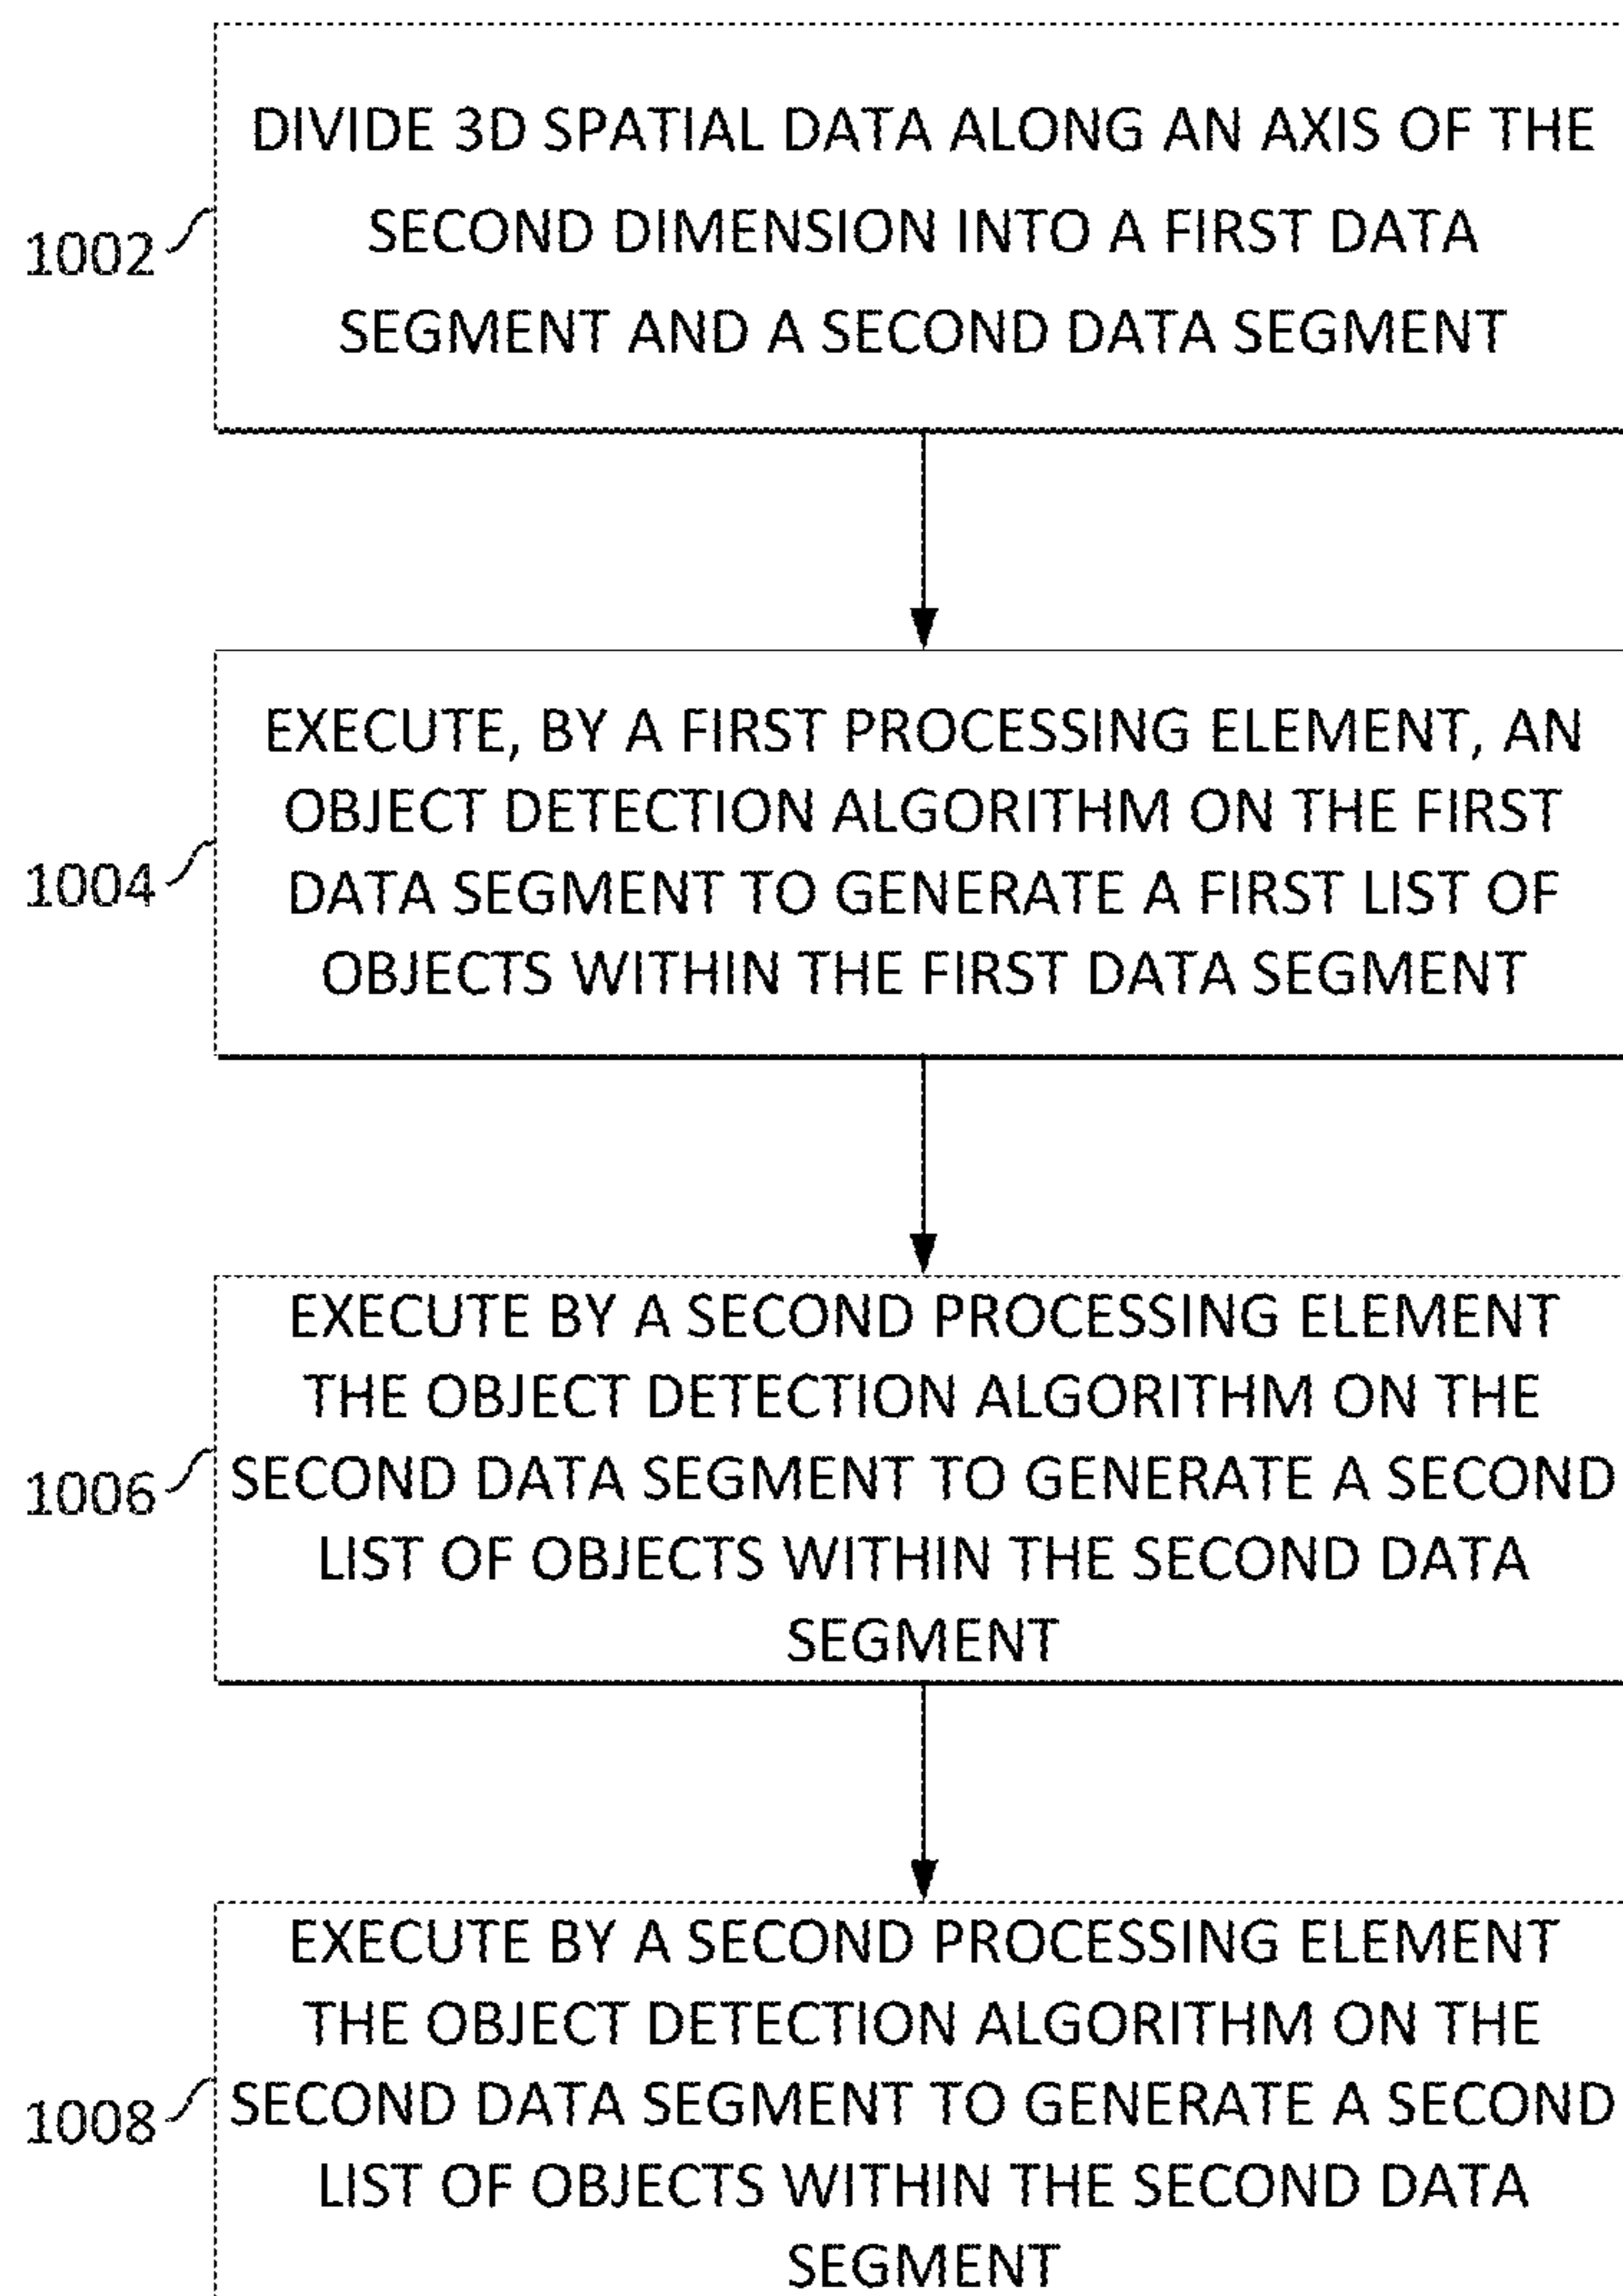 DIVIDE 3D SPATIAL DATA ALONG AN AXIS OF THE
SECOND DIMENSION INTO A FIRST DATA
SEGMENT AND A SECOND DATA SEGMENT
1002
EXECUTE, BY A FIRST PROCESSING ELEMENT, AN
OBJECT DETECTION ALGORITHM ON THE FIRST
DATA SEGMENT TO GENERATE A FIRST LIST OF
OBJECTS WITHIN THE FIRST DATA SEGMENT
1004
EXECUTE BY A SECOND PROCESSING ELEMENT
THE OBJECT DETECTION ALGORITHM ON THE
SECOND DATA SEGMENT TO GENERATE A SECOND
LIST OF OBJECTS WITHIN THE SECOND DATA
SEGMENT
1006
EXECUTE BY A SECOND PROCESSING ELEMENT
THE OBJECT DETECTION ALGORITHM ON THE
SECOND DATA SEGMENT TO GENERATE A SECOND
LIST OF OBJECTS WITHIN THE SECOND DATA
SEGMENT
1008